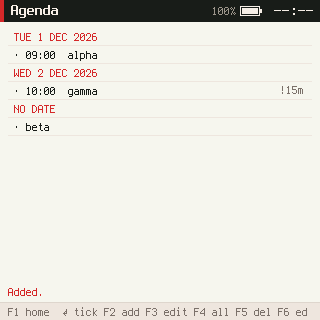 Agenda 100% --:--
TUE 1 DEC 2026
· 09:00 alpha
WED 2 DEC 2026
· 10:00 gamma !15m
NO DATE
· beta
Added.
F1 home ↲ tick F2 add F3 edit F4 all F5 del F6 ed